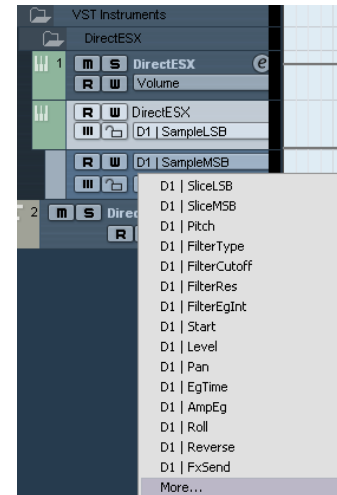 VST Instruments
DirectESX
1 m S DirectESX e
R W Volume
R W DirectESX
D1 | SampleLSB
R W D1 | SampleMSB
D1 | SliceLSB
D1 | SliceMSB
2 m S Direc
D1 | Pitch
R
D1 | FilterType
D1 | FilterCutoff
D1 | FilterRes
D1 | FilterEgInt
D1 | Start
D1 | Level
D1 | Pan
D1 | EgTime
D1 | AmpEg
D1 | Roll
D1 | Reverse
D1 | FxSend
More...